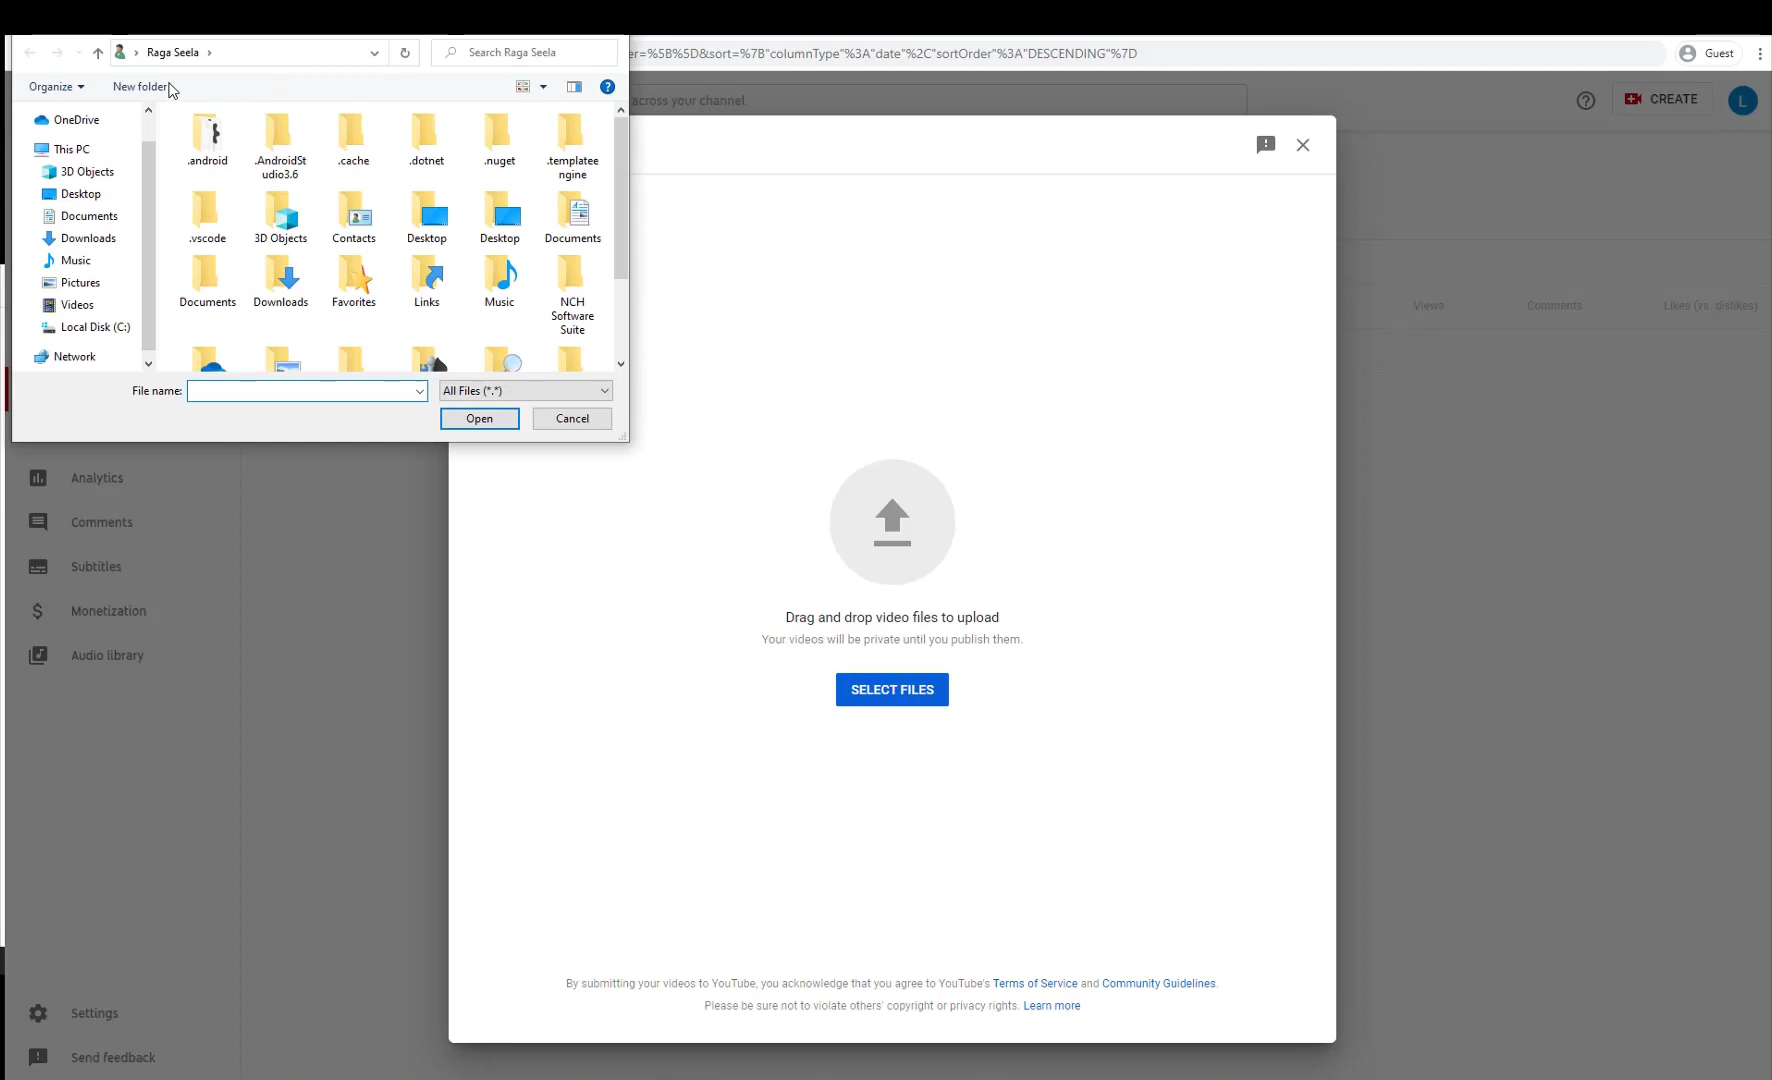 Raga Seela
Search Raga Seela
er=%5B%5D&sort=%7B"columnType"%3A"date"%2C"sortOrder"%3A"DESCENDING"%7D
Guest
Organize
New folder
across your channel
CREATE
L
OneDrive
This PC
3D Objects
Desktop
Documents
Downloads
Music
Pictures
Videos
Local Disk (C:)
Network
.android
.AndroidSt
udio3.6
.cache
.dotnet
.nuget
.templatee
ngine
.vscode
3D Objects
Contacts
Desktop
Desktop
Documents
Documents
Downloads
Favorites
Links
Music
NCH
Software
Suite
File name:
All Files (*.*)
Open
Cancel
Views
Comments
Likes (vs. dislikes)
Analytics
Comments
Subtitles
Monetization
Audio library
Settings
Send feedback
Drag and drop video files to upload
Your videos will be private until you publish them.
SELECT FILES
By submitting your videos to YouTube, you acknowledge that you agree to YouTube's Terms of Service and Community Guidelines.
Please be sure not to violate others' copyright or privacy rights. Learn more